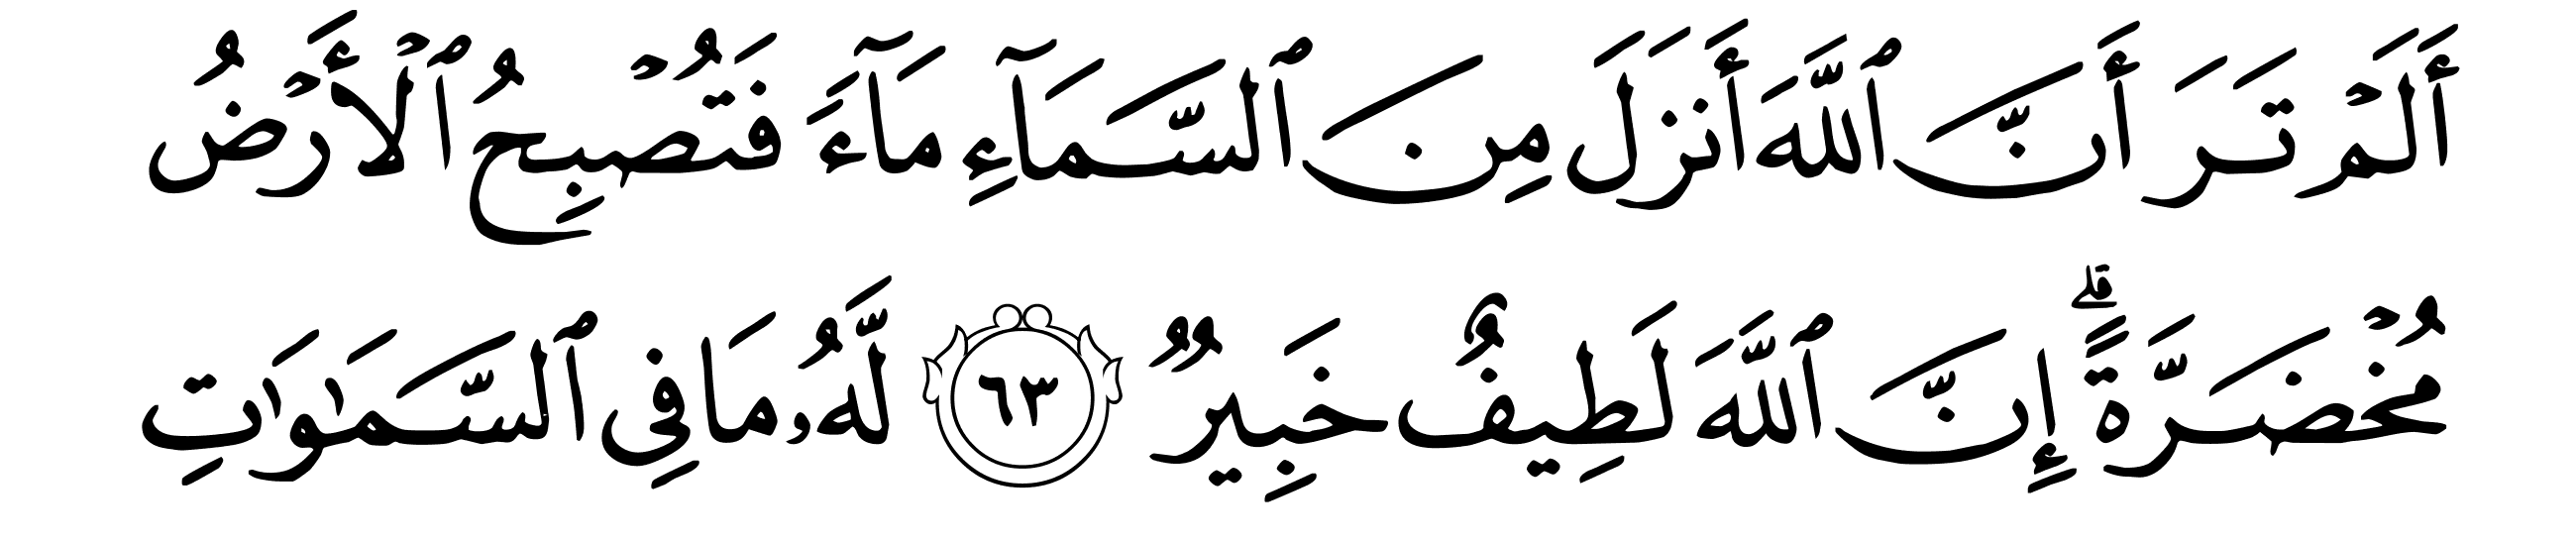 أَلَمْ تَرَ أَنَّ ٱللَّهَ أَنزَلَ مِنَ ٱلسَّمَآءِ مَآءً فَتُصْبِحُ ٱلْأَرْضُ
مُخْضَرَّةً ۗ إِنَّ ٱللَّهَ لَطِيفٌ خَبِيرٌ ٦٣ لَّهُۥ مَا فِى ٱلسَّمَـٰوَٰتِ